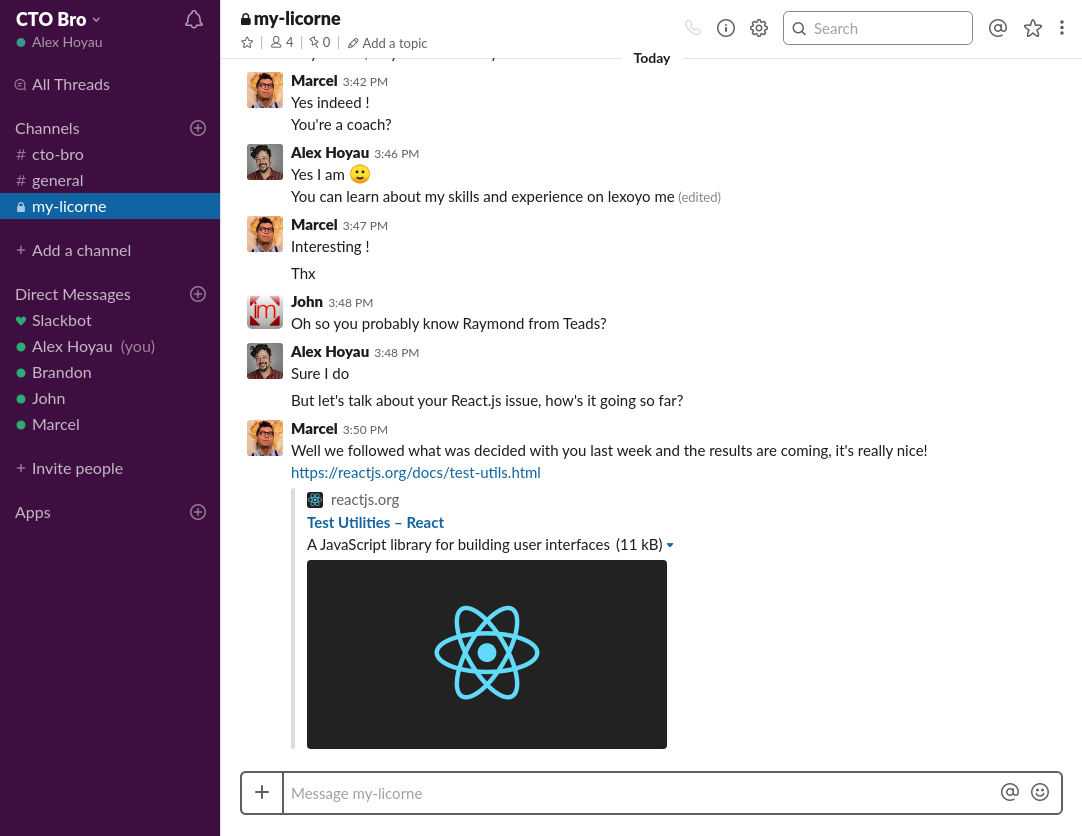 CTO Bro
Alex Hoyau
All Threads
Channels
# cto-bro
# general
my-licorne
+ Add a channel
Direct Messages
Slackbot
Alex Hoyau (you)
Brandon
John
Marcel
+ Invite people
Apps
my-licorne
4 | 0 | Add a topic
Search
Today
Marcel 3:42 PM
Yes indeed !
You're a coach?
Alex Hoyau 3:46 PM
Yes I am 🙂
You can learn about my skills and experience on lexoyo me (edited)
Marcel 3:47 PM
Interesting !
Thx
John 3:48 PM
im
Oh so you probably know Raymond from Teads?
Alex Hoyau 3:48 PM
Sure I do
But let's talk about your React.js issue, how's it going so far?
Marcel 3:50 PM
Well we followed what was decided with you last week and the results are coming, it's really nice!
https://reactjs.org/docs/test-utils.html
reactjs.org
Test Utilities – React
A JavaScript library for building user interfaces (11 kB)
+ Message my-licorne @